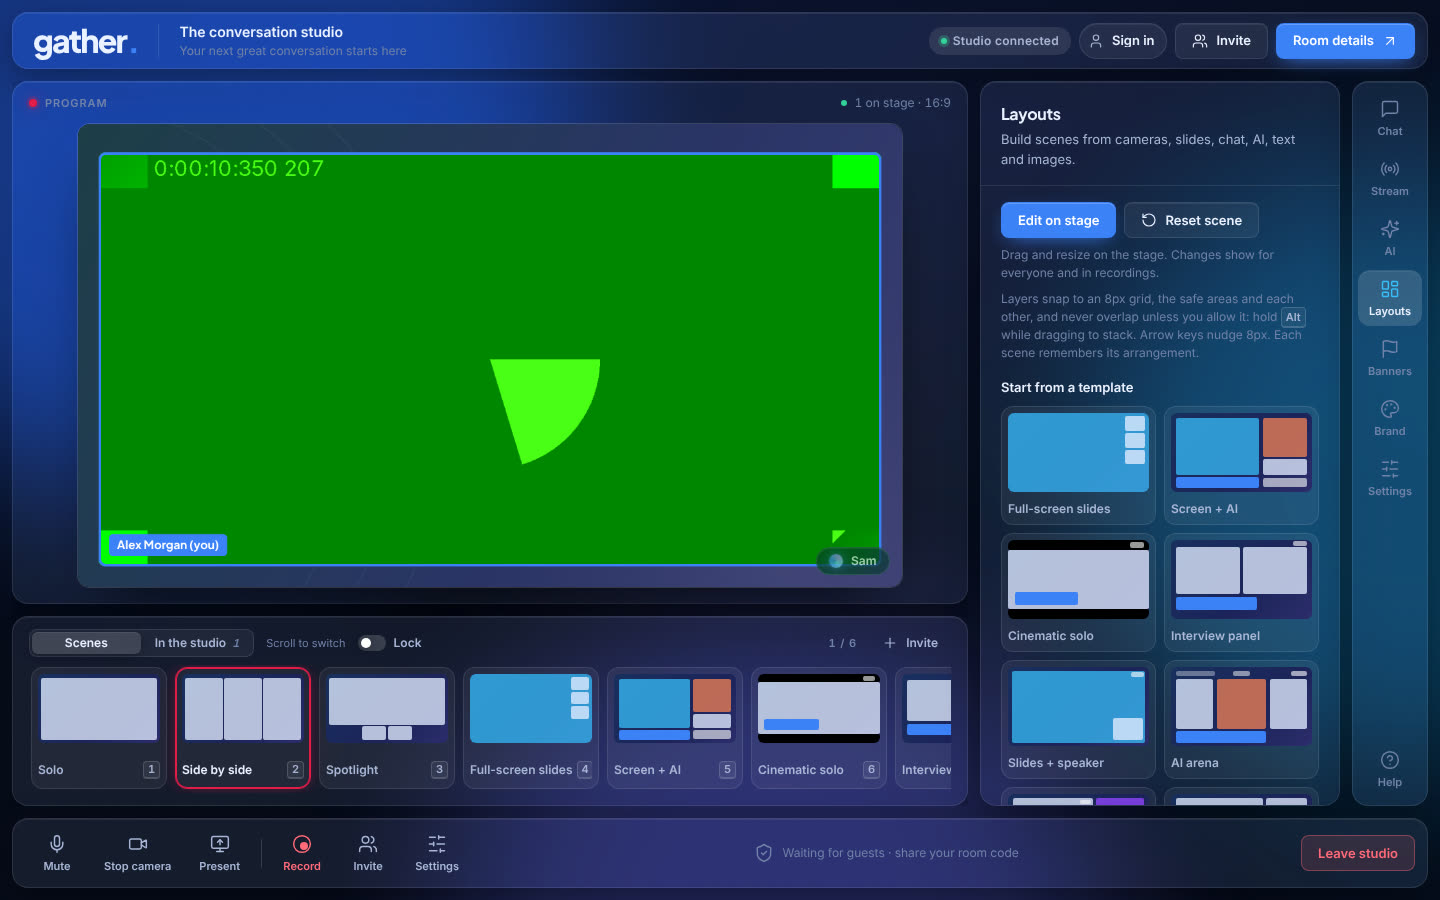 gather.
The conversation studio
Your next great conversation starts here
Studio connected
Sign in
Invite
Room details
PROGRAM
1 on stage · 16:9
0:00:10:350 207
Alex Morgan (you)
Sam
Scenes
In the studio 1
Scroll to switch
Lock
1 / 6
Invite
Solo 1
Side by side 2
Spotlight 3
Full-screen slides 4
Screen + AI 5
Cinematic solo 6
Interview
Layouts
Build scenes from cameras, slides, chat, AI, text
and images.
Edit on stage
Reset scene
Drag and resize on the stage. Changes show for
everyone and in recordings.
Layers snap to an 8px grid, the safe areas and each
other, and never overlap unless you allow it: hold Alt
while dragging to stack. Arrow keys nudge 8px. Each
scene remembers its arrangement.
Start from a template
Full-screen slides
Screen + AI
Cinematic solo
Interview panel
Slides + speaker
AI arena
Chat
Stream
AI
Layouts
Banners
Brand
Settings
Help
Mute
Stop camera
Present
Record
Invite
Settings
Waiting for guests · share your room code
Leave studio